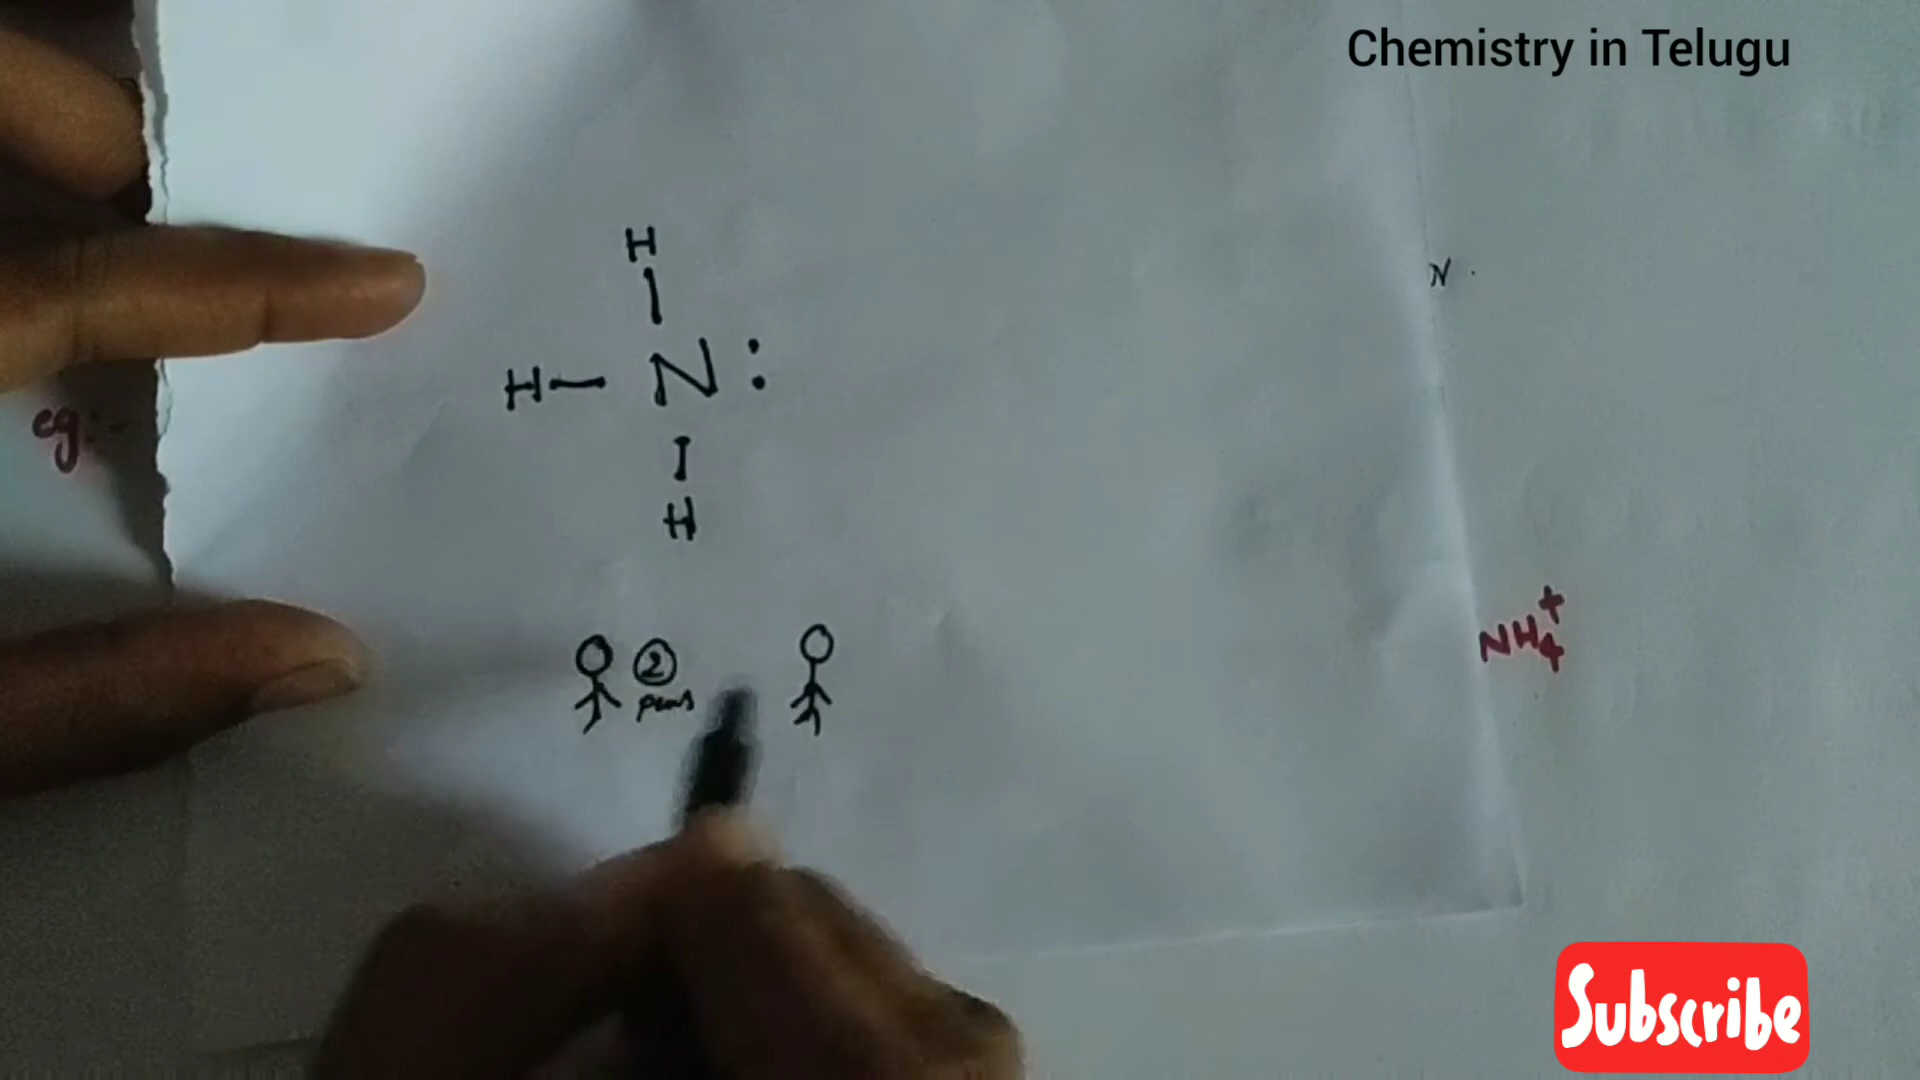 Chemistry in Telugu
H
N
H – N :
eg:-
H
NH₄⁺
②
pens
Subscribe